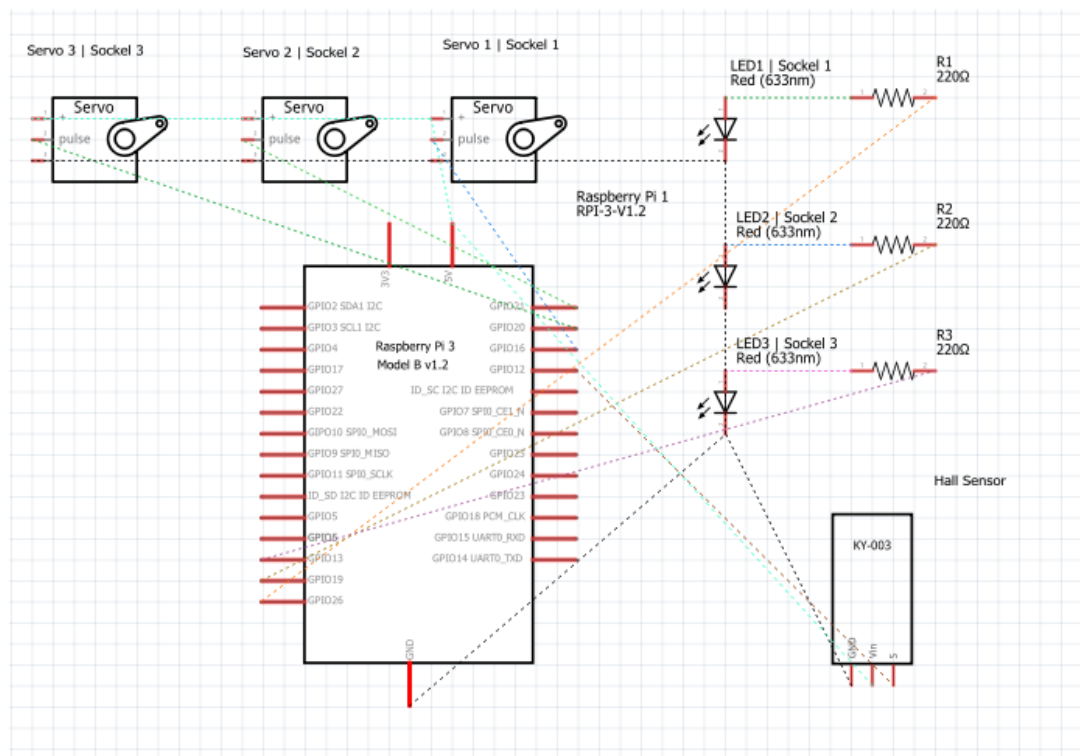 Servo 3 | Sockel 3
Servo 2 | Sockel 2
Servo 1 | Sockel 1
LED1 | Sockel 1
Red (633nm)
R1
220Ω
Servo
pulse
Servo
pulse
Servo
Raspberry Pi 1
RPI-3-V1.2
LED2 | Sockel 2
Red (633nm)
R2
220Ω
3V3
5V
GPIO2 SDA1 I2C
GPIO3 SCL1 I2C
GPIO4
GPIO17
GPIO27
GPIO22
GIPO10 SPI0_MOSI
GPIO9 SPI0_MISO
GPIO11 SPI0_SCLK
ID_SD I2C ID EEPROM
GPIO5
GPIO6
GPIO13
GPIO19
GPIO26
Raspberry Pi 3
Model B v1.2
GPIO21
GPIO20
GPIO16
GPIO12
ID_SC I2C ID EEPROM
GPIO7 SPI0_CE1_N
GPIO8 SPI0_CE0_N
GPIO25
GPIO24
GPIO23
GPIO18 PCM_CLK
GPIO15 UART0_RXD
GPIO14 UART0_TXD
GND
LED3 | Sockel 3
Red (633nm)
R3
220Ω
Hall Sensor
KY-003
GND
Vin
S